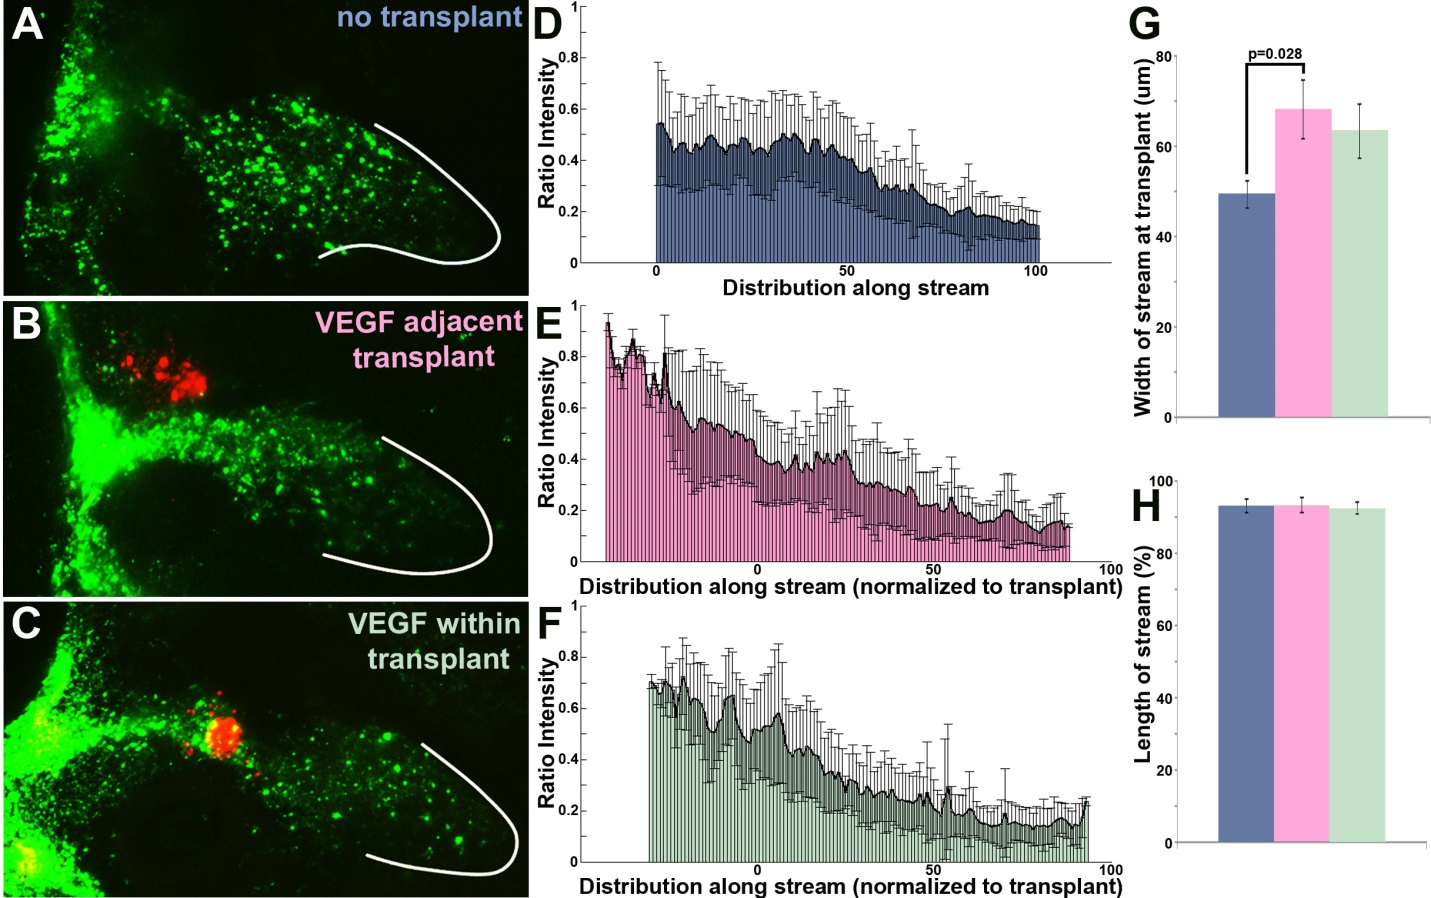 A
no transplant
B
VEGF adjacent
transplant
C
VEGF within
transplant
D
Ratio Intensity
1
0.8
0.6
0.4
0.2
0
0
50
100
Distribution along stream
E
Ratio Intensity
1
0.8
0.6
0.4
0.2
0
0
50
100
Distribution along stream (normalized to transplant)
F
Ratio Intensity
1
0.8
0.6
0.4
0.2
0
0
50
100
Distribution along stream (normalized to transplant)
G
Width of stream at transplant (um)
80
60
40
20
0
p=0.028
H
Length of stream (%)
100
80
60
40
20
0